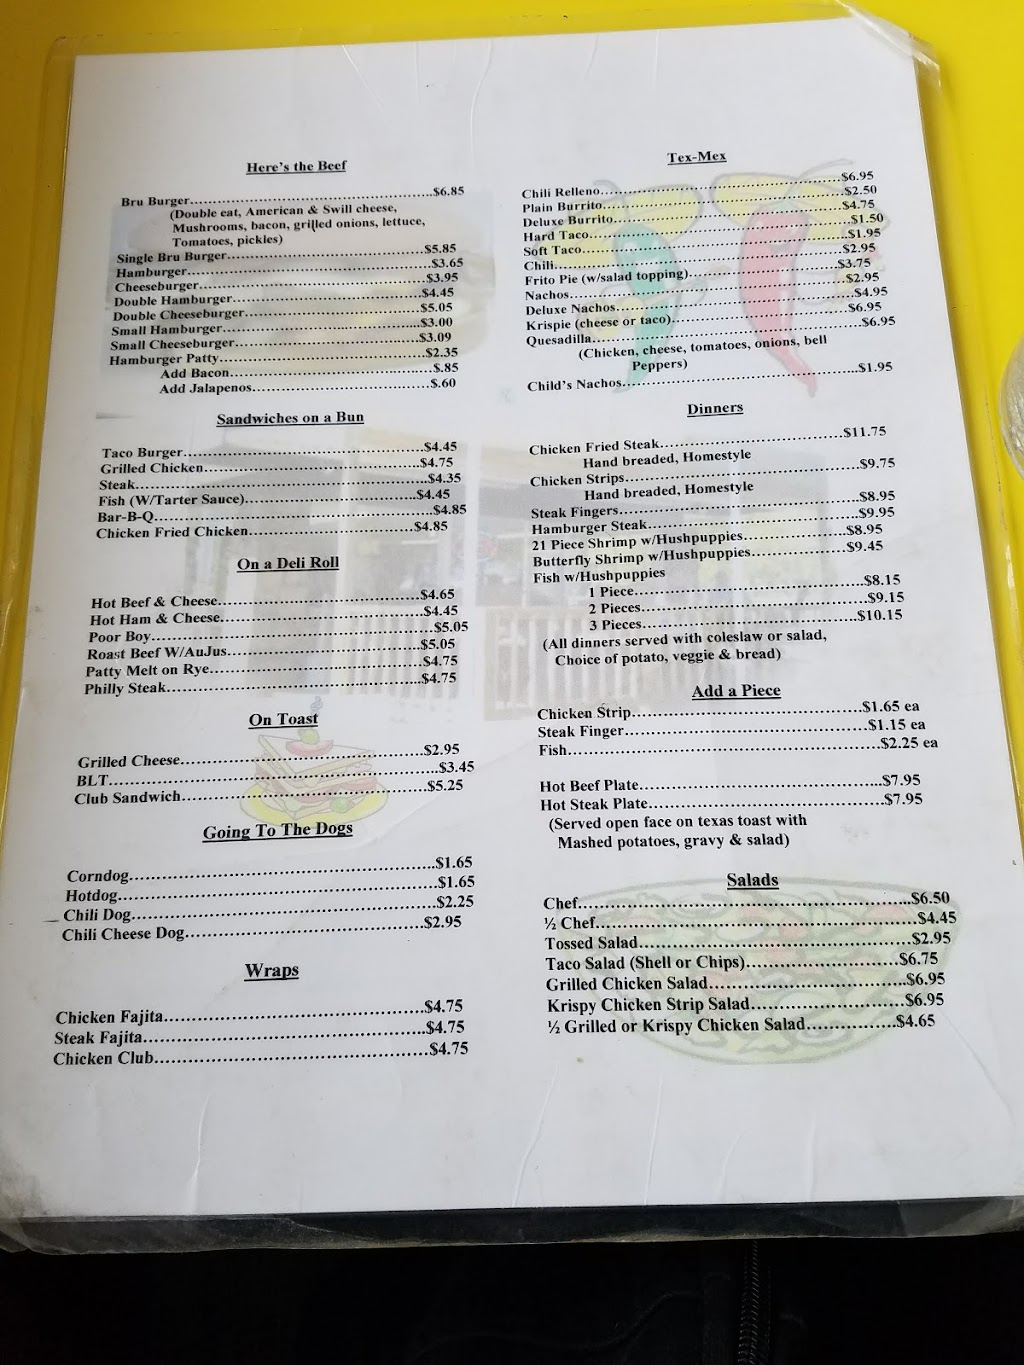 Here's the Beef
Bru Burger.....$6.85
(Double eat, American & Swill cheese,
Mushrooms, bacon, grilled onions, lettuce,
Tomatoes, pickles)
Single Bru Burger.....$5.85
Hamburger.....$3.65
Cheeseburger.....$3.95
Double Hamburger.....$4.45
Double Cheeseburger.....$5.05
Small Hamburger.....$3.00
Small Cheeseburger.....$3.09
Hamburger Patty.....$2.35
Add Bacon.....$.85
Add Jalapenos.....$.60
Sandwiches on a Bun
Taco Burger.....$4.45
Grilled Chicken.....$4.75
Steak.....$4.35
Fish (W/Tarter Sauce).....$4.45
Bar-B-Q.....$4.85
Chicken Fried Chicken.....$4.85
On a Deli Roll
Hot Beef & Cheese.....$4.65
Hot Ham & Cheese.....$4.45
Poor Boy.....$5.05
Roast Beef W/AuJus.....$5.05
Patty Melt on Rye.....$4.75
Philly Steak.....$4.75
On Toast
Grilled Cheese.....$2.95
BLT.....$3.45
Club Sandwich.....$5.25
Going To The Dogs
Corndog.....$1.65
Hotdog.....$1.65
Chili Dog.....$2.25
Chili Cheese Dog.....$2.95
Wraps
Chicken Fajita.....$4.75
Steak Fajita.....$4.75
Chicken Club.....$4.75
Tex-Mex
Chili Relleno.....$6.95
Plain Burrito.....$2.50
Deluxe Burrito.....$4.75
Hard Taco.....$1.50
Soft Taco.....$1.95
Chili.....$2.95
Frito Pie (w/salad topping).....$3.75
Nachos.....$2.95
Deluxe Nachos.....$4.95
Krispie (cheese or taco).....$6.95
Quesadilla.....$6.95
(Chicken, cheese, tomatoes, onions, bell
Peppers)
Child's Nachos.....$1.95
Dinners
Chicken Fried Steak.....$11.75
Hand breaded, Homestyle
Chicken Strips.....$9.75
Hand breaded, Homestyle
Steak Fingers.....$8.95
Hamburger Steak.....$9.95
21 Piece Shrimp w/Hushpuppies.....$8.95
Butterfly Shrimp w/Hushpuppies.....$9.45
Fish w/Hushpuppies
1 Piece.....$8.15
2 Pieces.....$9.15
3 Pieces.....$10.15
(All dinners served with coleslaw or salad,
Choice of potato, veggie & bread)
Add a Piece
Chicken Strip.....$1.65 ea
Steak Finger.....$1.15 ea
Fish.....$2.25 ea
Hot Beef Plate.....$7.95
Hot Steak Plate.....$7.95
(Served open face on texas toast with
Mashed potatoes, gravy & salad)
Salads
Chef.....$6.50
½ Chef.....$4.45
Tossed Salad.....$2.95
Taco Salad (Shell or Chips).....$6.75
Grilled Chicken Salad.....$6.95
Krispy Chicken Strip Salad.....$6.95
½ Grilled or Krispy Chicken Salad.....$4.65